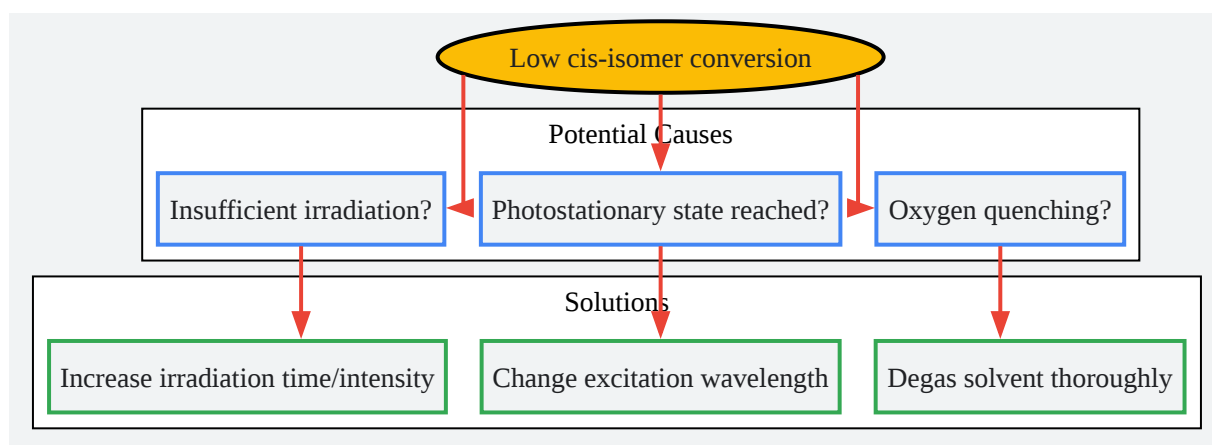 Low cis-isomer conversion
Potential Causes
Insufficient irradiation?
Photostationary state reached?
Oxygen quenching?
Solutions
Increase irradiation time/intensity
Change excitation wavelength
Degas solvent thoroughly